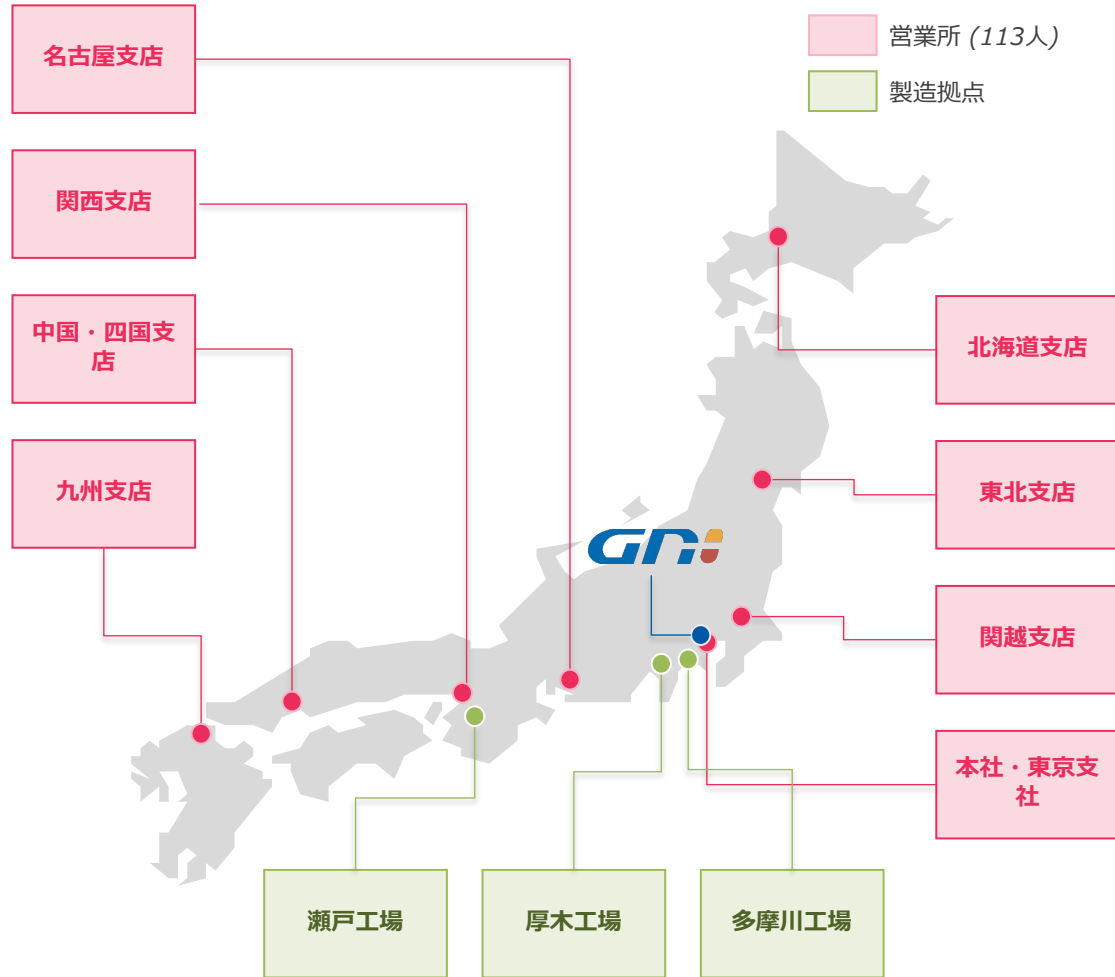 営業所 (113人)
製造拠点
名古屋支店
関西支店
中国・四国支
店
九州支店
GNI
北海道支店
東北支店
関越支店
本社・東京支
社
瀬戸工場
厚木工場
多摩川工場